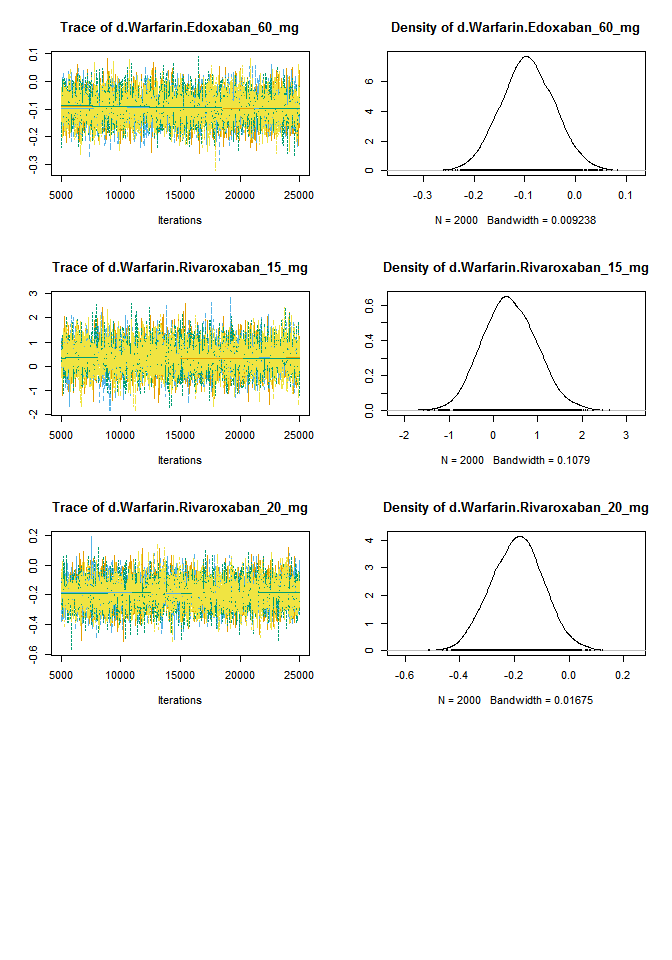 Trace of d.Warfarin.Edoxaban_60_mg
0.1
0.0
-0.1
-0.2
-0.3
5000 10000 15000 20000 25000
Iterations
Density of d.Warfarin.Edoxaban_60_mg
6
4
2
0
-0.3 -0.2 -0.1 0.0 0.1
N = 2000 Bandwidth = 0.009238
Trace of d.Warfarin.Rivaroxaban_15_mg
3
2
1
0
-1
-2
5000 10000 15000 20000 25000
Iterations
Density of d.Warfarin.Rivaroxaban_15_mg
0.6
0.4
0.2
0.0
-2 -1 0 1 2 3
N = 2000 Bandwidth = 0.1079
Trace of d.Warfarin.Rivaroxaban_20_mg
0.2
0.0
-0.2
-0.4
-0.6
5000 10000 15000 20000 25000
Iterations
Density of d.Warfarin.Rivaroxaban_20_mg
4
3
2
1
0
-0.6 -0.4 -0.2 0.0 0.2
N = 2000 Bandwidth = 0.01675